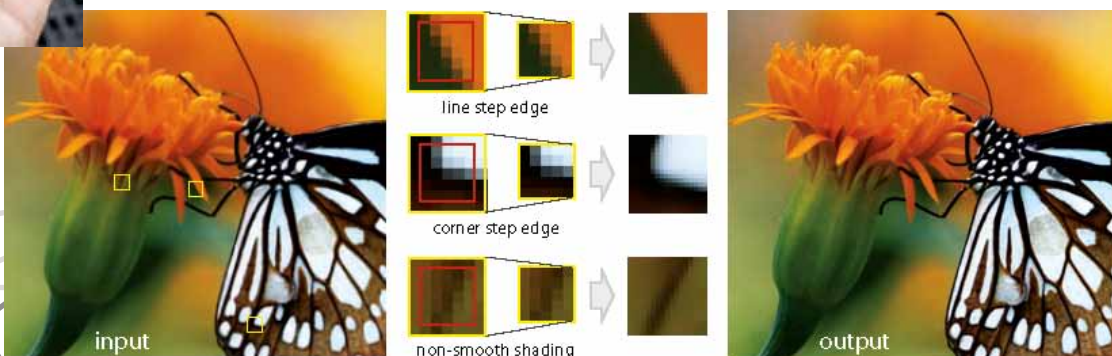 line step edge
corner step edge
non-smooth shading
input
output